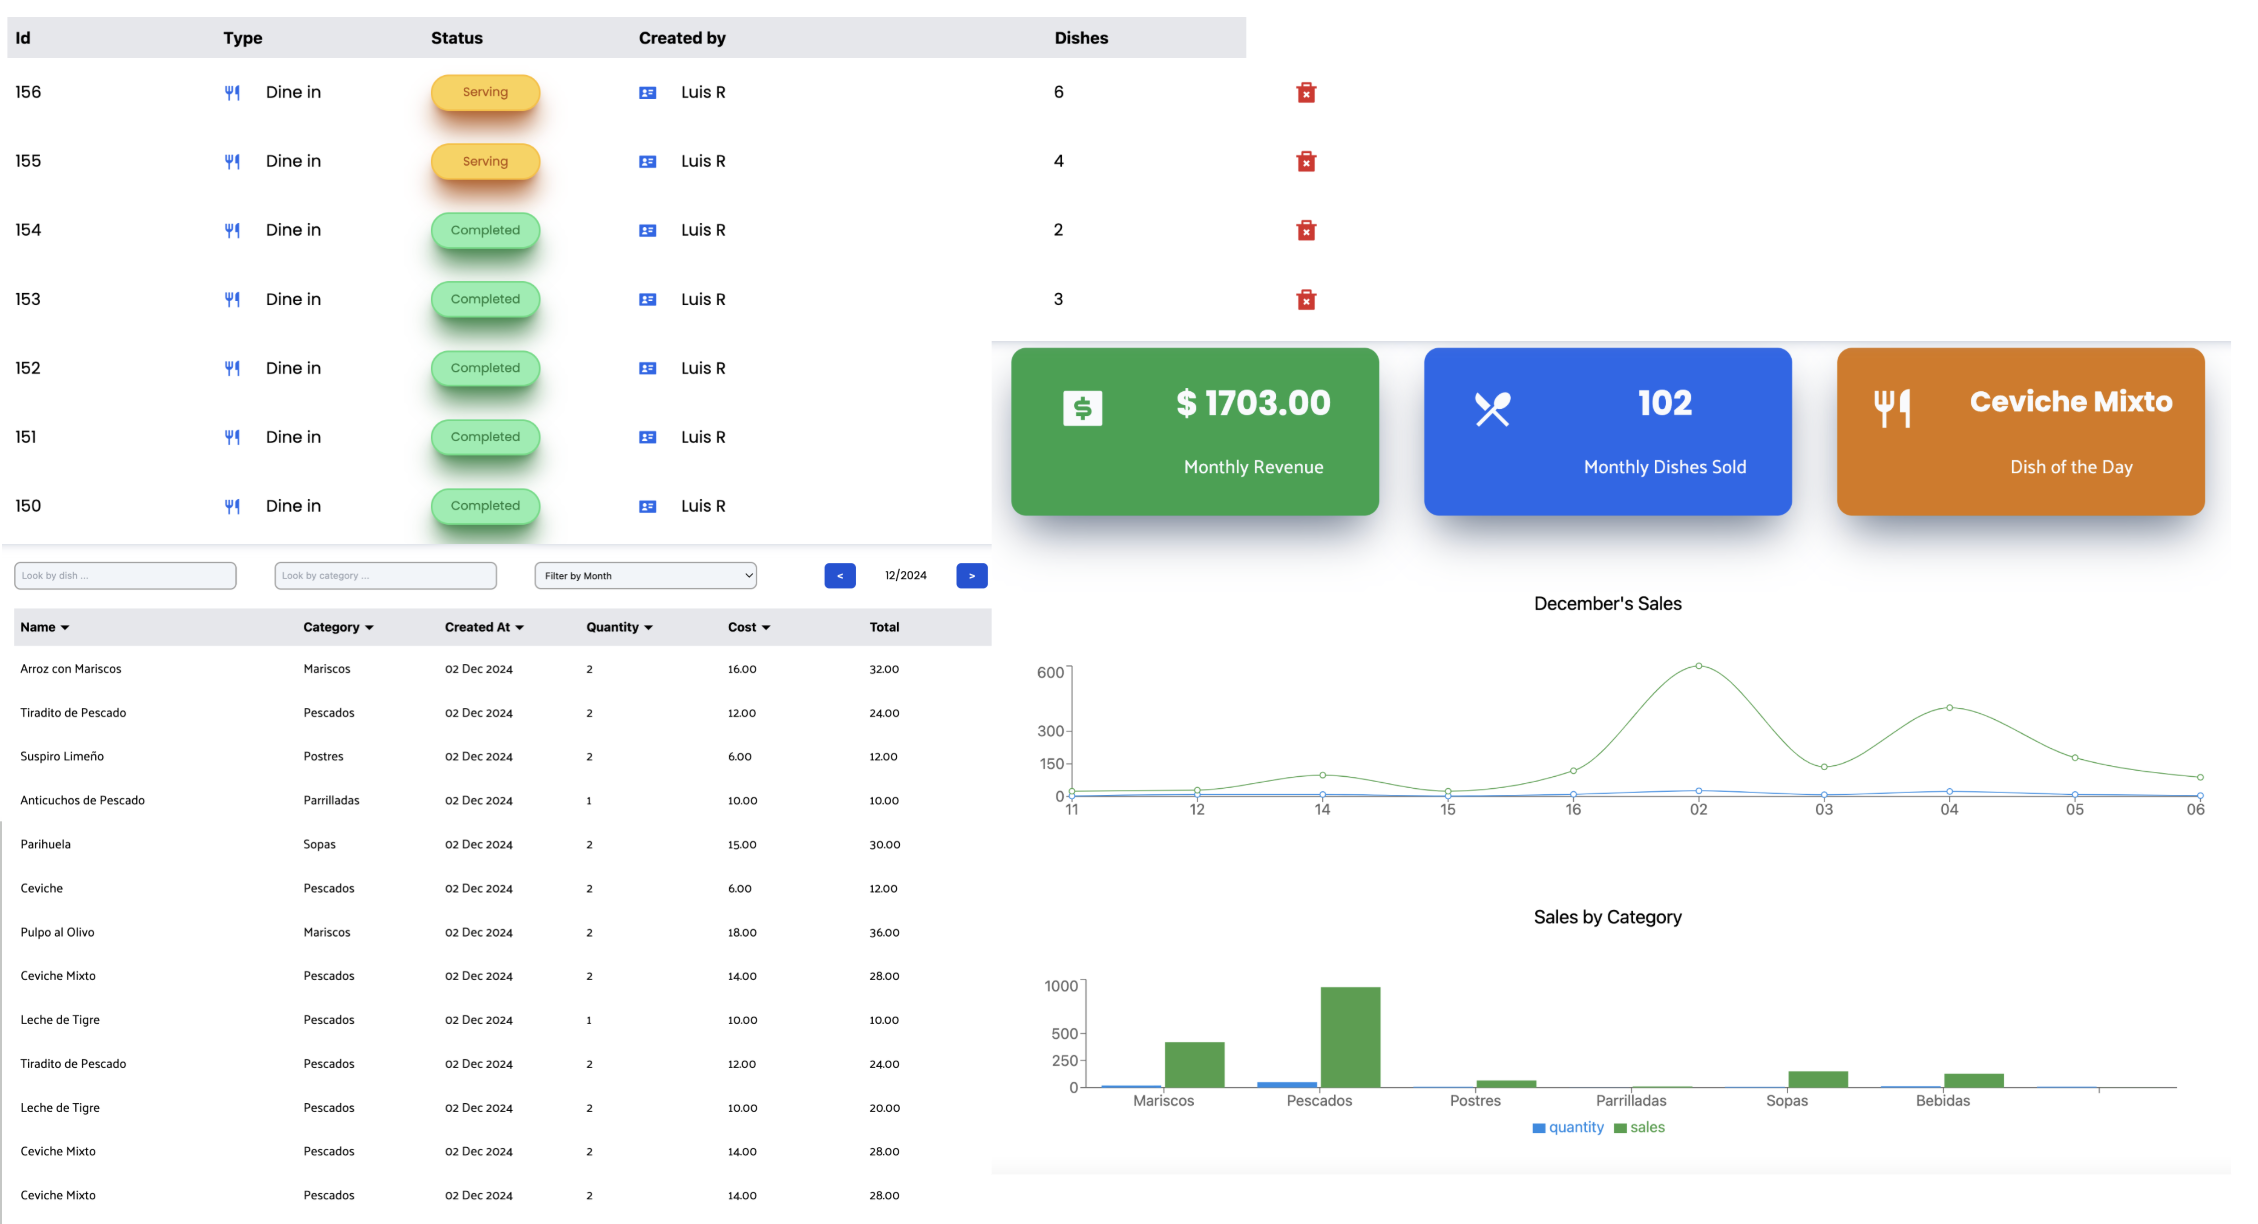 Id Type Status Created by Dishes
156 Dine in Serving Luis R 6
155 Dine in Serving Luis R 4
154 Dine in Completed Luis R 2
153 Dine in Completed Luis R 3
152 Dine in Completed Luis R
151 Dine in Completed Luis R
150 Dine in Completed Luis R
Look by dish ... Look by category ... Filter by Month < 12/2024 >
Name Category Created At Quantity Cost Total
Arroz con Mariscos Mariscos 02 Dec 2024 2 16.00 32.00
Tiradito de Pescado Pescados 02 Dec 2024 2 12.00 24.00
Suspiro Limeño Postres 02 Dec 2024 2 6.00 12.00
Anticuchos de Pescado Parrilladas 02 Dec 2024 1 10.00 10.00
Parihuela Sopas 02 Dec 2024 2 15.00 30.00
Ceviche Pescados 02 Dec 2024 2 6.00 12.00
Pulpo al Olivo Mariscos 02 Dec 2024 2 18.00 36.00
Ceviche Mixto Pescados 02 Dec 2024 2 14.00 28.00
Leche de Tigre Pescados 02 Dec 2024 1 10.00 10.00
Tiradito de Pescado Pescados 02 Dec 2024 2 12.00 24.00
Leche de Tigre Pescados 02 Dec 2024 2 10.00 20.00
Ceviche Mixto Pescados 02 Dec 2024 2 14.00 28.00
Ceviche Mixto Pescados 02 Dec 2024 2 14.00 28.00
$ 1703.00
Monthly Revenue
102
Monthly Dishes Sold
Ceviche Mixto
Dish of the Day
December's Sales
600
300
150
0
11 12 14 15 16 02 03 04 05 06
Sales by Category
1000
500
250
0
Mariscos Pescados Postres Parrilladas Sopas Bebidas
quantity sales